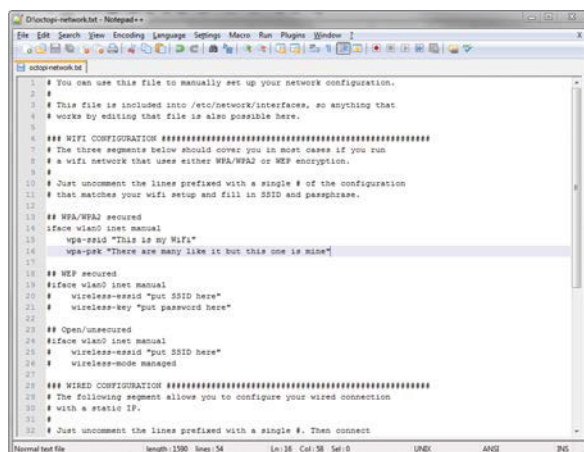 D:\octopi-network.txt - Notepad++
File Edit Search View Encoding Language Settings Macro Run Plugins Window ? X
octopi-network.txt
1 # You can use this file to manually set up your network configuration.
2 #
3 # This file is included into /etc/network/interfaces, so anything that
4 # works by editing that file is also possible here.
5
6 ### WIFI CONFIGURATION #######################################################
7 # The three segments below should cover you in most cases if you run
8 # a wifi network that uses either WPA/WPA2 or WEP encryption.
9 #
10 # Just uncomment the lines prefixed with a single # of the configuration
11 # that matches your wifi setup and fill in SSID and passphrase.
12
13 ## WPA/WPA2 secured
14 iface wlan0 inet manual
15 wpa-ssid "This is my WiFi"
16 wpa-psk "There are many like it but this one is mine"
17
18 ## WEP secured
19 #iface wlan0 inet manual
20 # wireless-essid "put SSID here"
21 # wireless-key "put password here"
22
23 ## Open/unsecured
24 #iface wlan0 inet manual
25 # wireless-essid "put SSID here"
26 # wireless-mode managed
27
28 ### WIRED CONFIGURATION ######################################################
29 # The following segment allows you to configure your wired connection
30 # with a static IP.
31 #
32 # Just uncomment the lines prefixed with a single #. Then connect
Normal text file length : 1590 lines : 54 Ln : 16 Col : 58 Sel : 0 UNIX ANSI INS